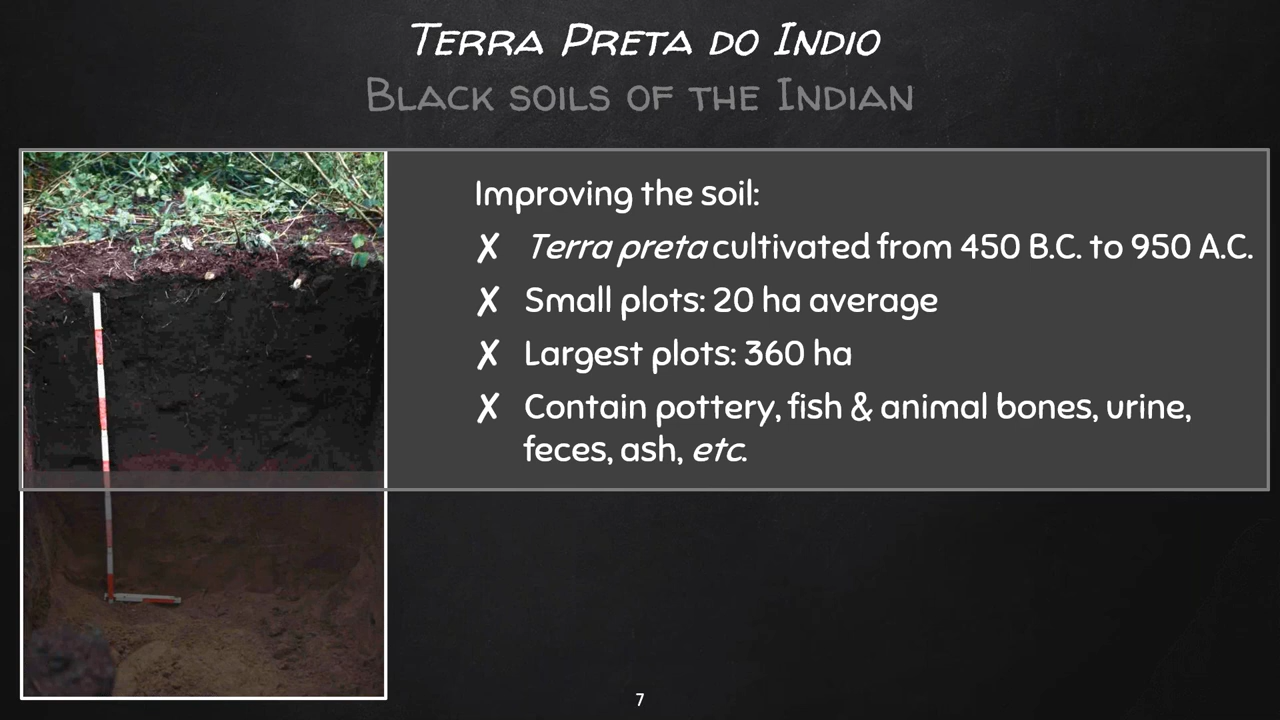 Terra Preta do Indio
Black soils of the Indian
Improving the soil:
✗ Terra preta cultivated from 450 B.C. to 950 A.C.
✗ Small plots: 20 ha average
✗ Largest plots: 360 ha
✗ Contain pottery, fish & animal bones, urine,
feces, ash, etc.
7